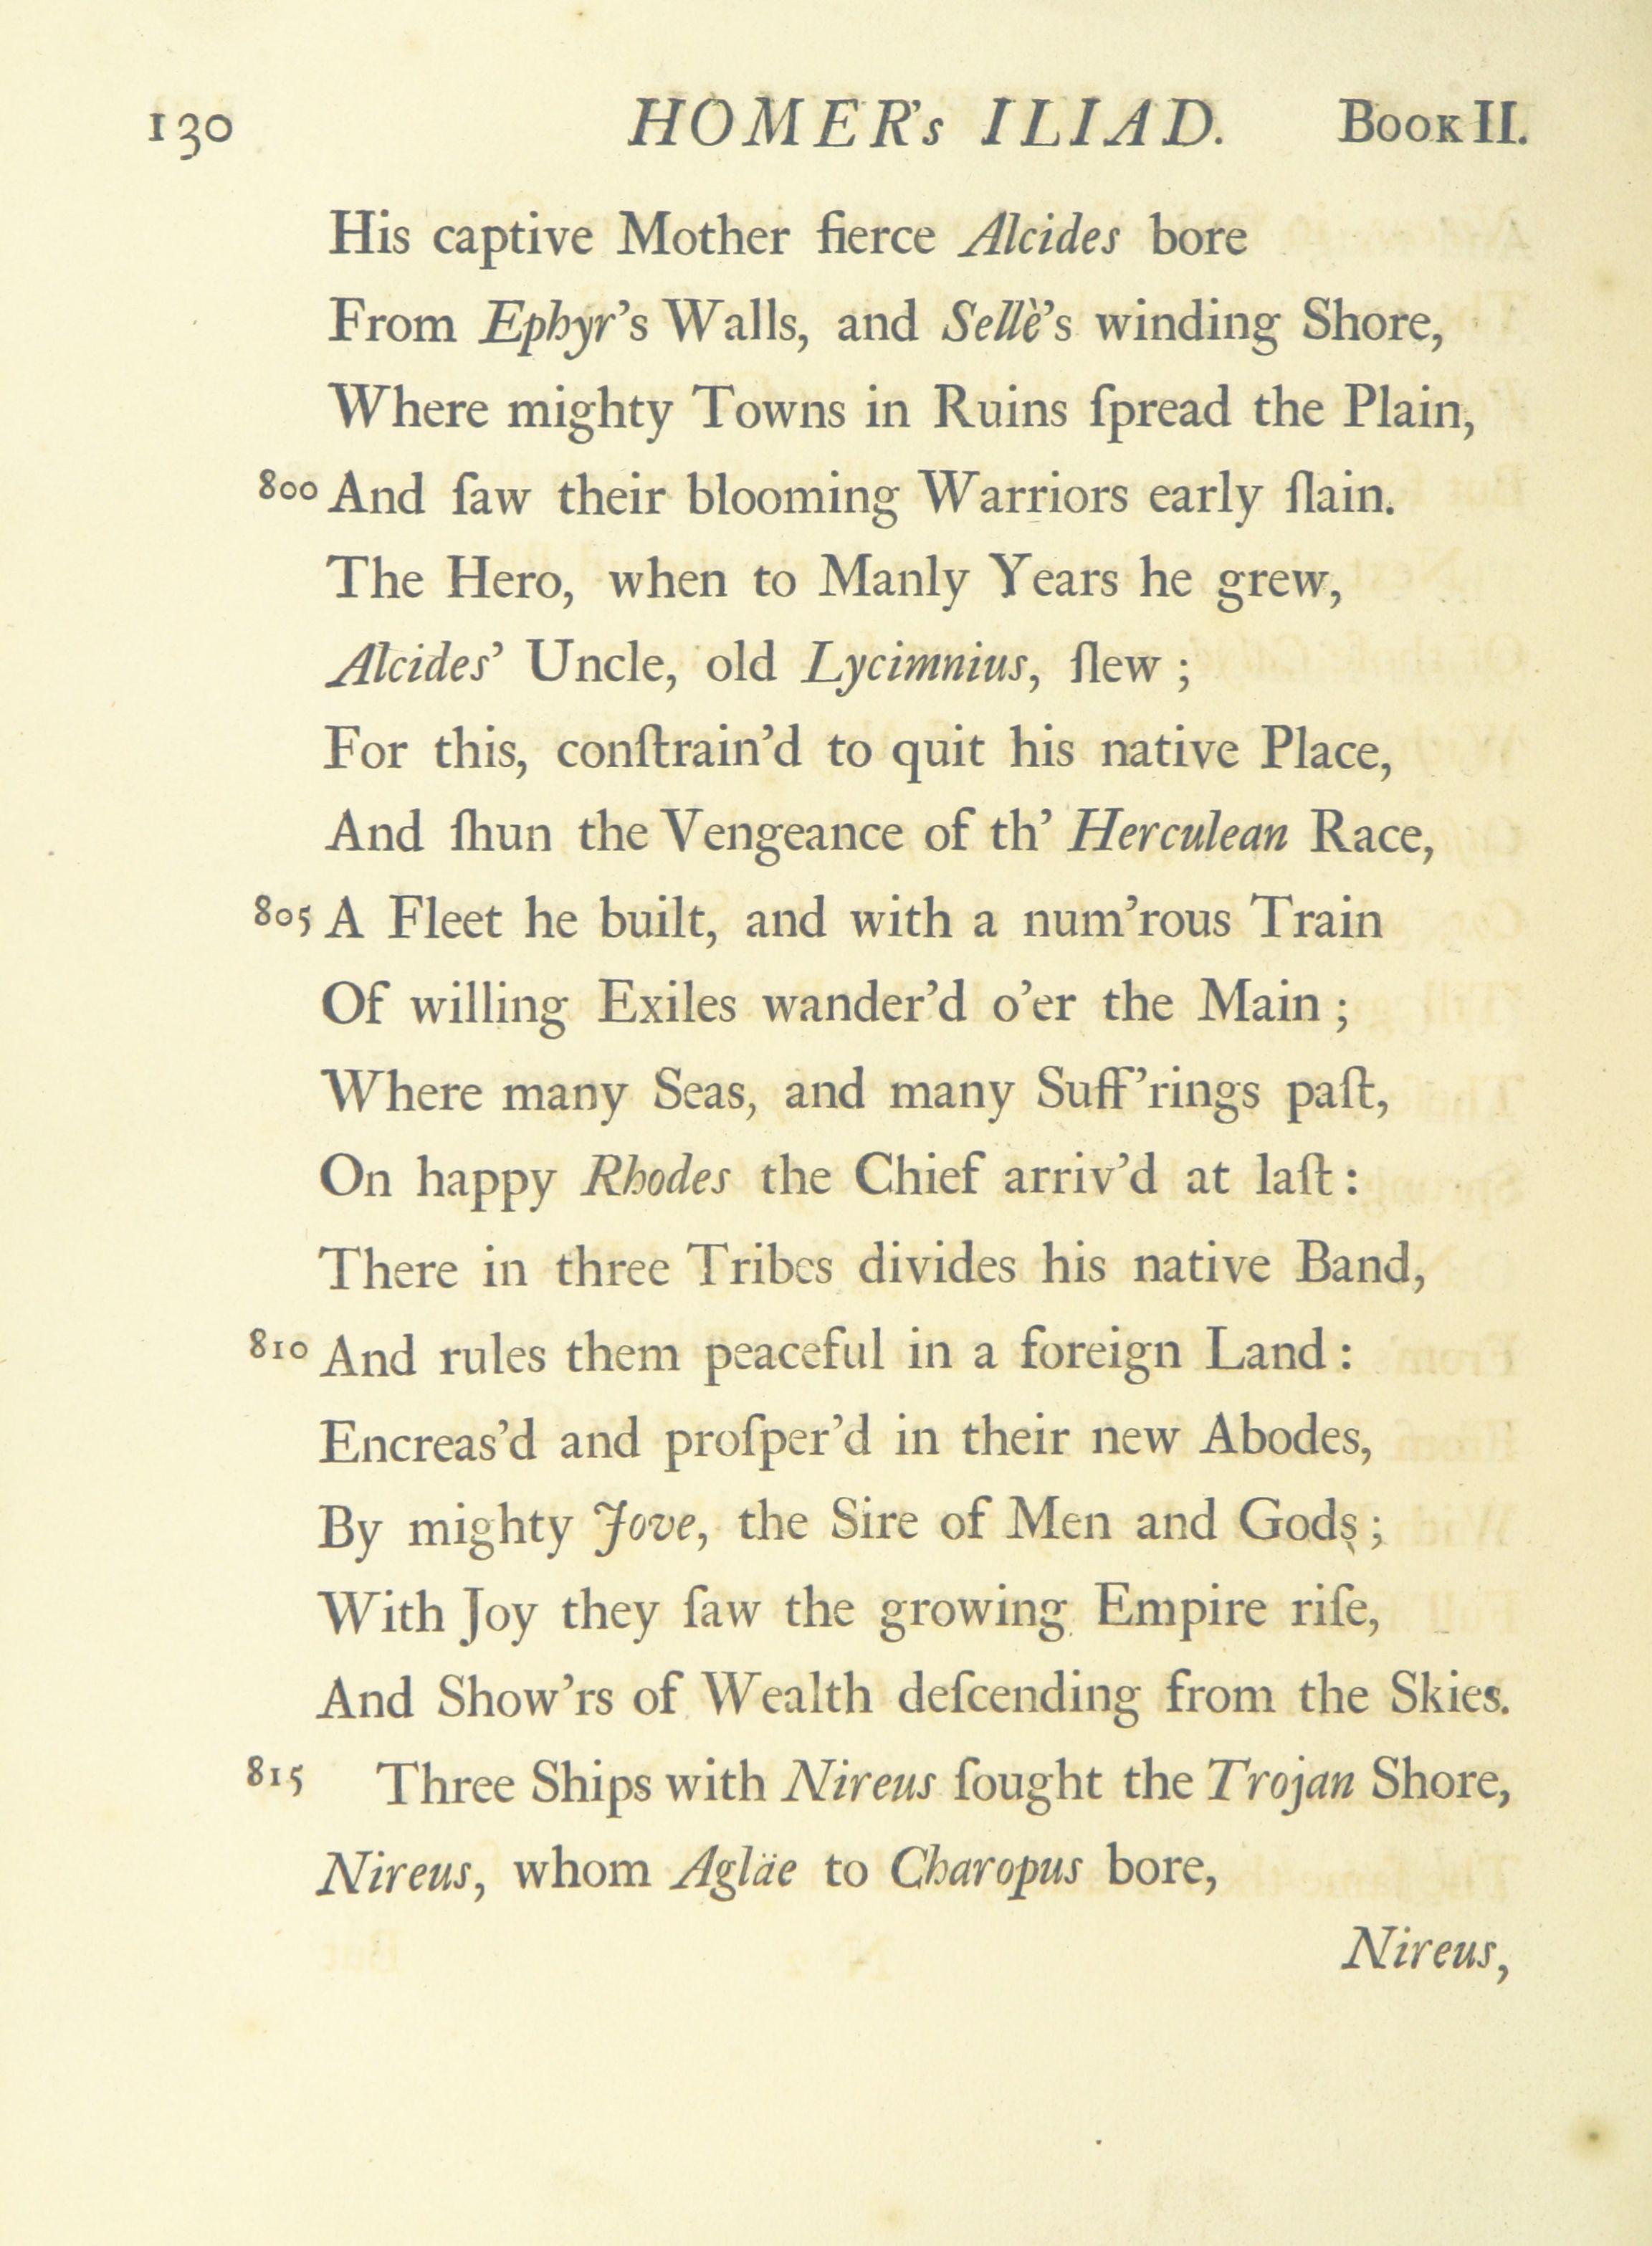 130 HOMER's ILIAD. BOOK II.
His captive Mother fierce Alcides bore
From Ephyr's Walls, and Sellè's winding Shore,
Where mighty Towns in Ruins ſpread the Plain,
800 And ſaw their blooming Warriors early ſlain.
The Hero, when to Manly Years he grew,
Alcides' Uncle, old Lycimnius, ſlew ;
For this, conſtrain'd to quit his native Place,
And ſhun the Vengeance of th' Herculean Race,
805 A Fleet he built, and with a num'rous Train
Of willing Exiles wander'd o'er the Main ;
Where many Seas, and many Suff'rings paſt,
On happy Rhodes the Chief arriv'd at laſt :
There in three Tribes divides his native Band,
810 And rules them peaceful in a foreign Land :
Encreas'd and proſper'd in their new Abodes,
By mighty Jove, the Sire of Men and Gods ;
With Joy they ſaw the growing Empire riſe,
And Show'rs of Wealth deſcending from the Skies.
815 Three Ships with Nireus ſought the Trojan Shore,
Nireus, whom Agläe to Charopus bore,
Nireus,